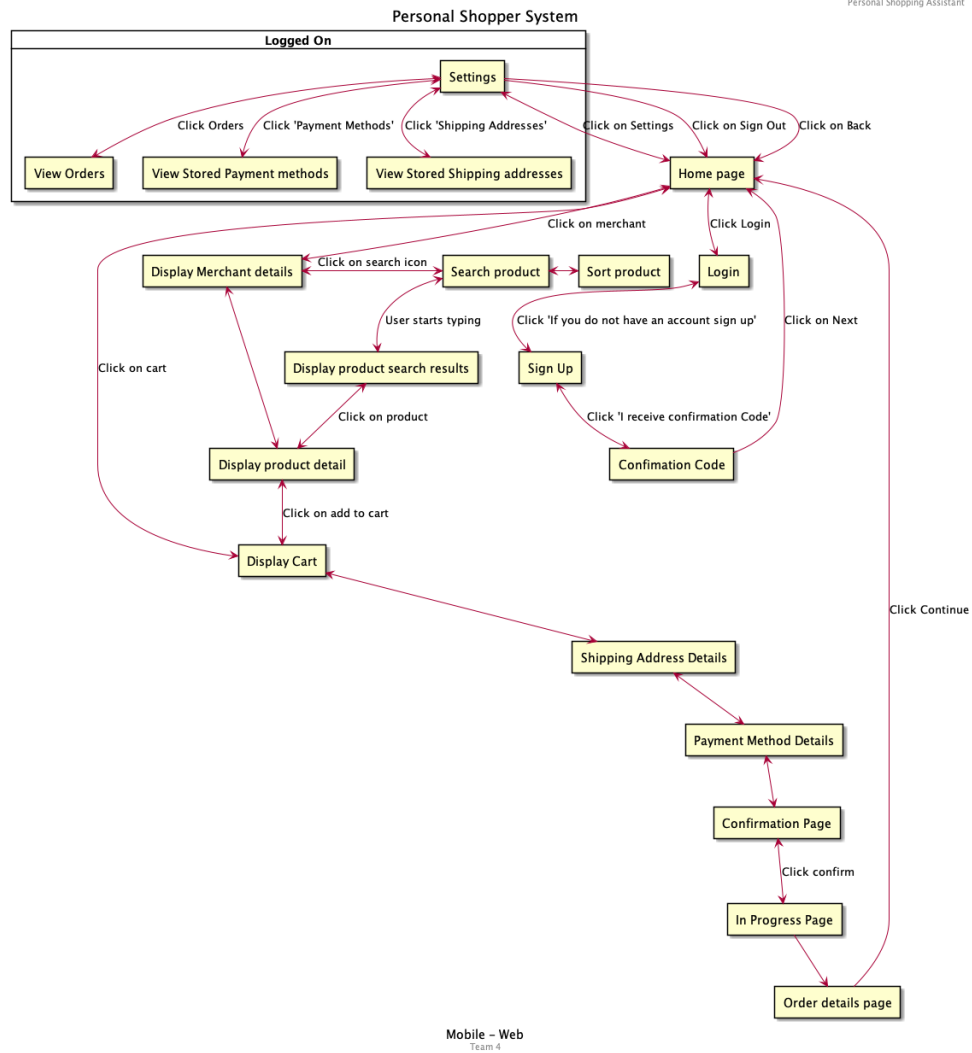 Personal Shopping Assistant
Personal Shopper System
Logged On
Settings
Click Orders
Click 'Payment Methods'
Click 'Shipping Addresses'
Click on Settings
Click on Sign Out
Click on Back
View Orders
View Stored Payment methods
View Stored Shipping addresses
Home page
Click on merchant
Click Login
Display Merchant details
Click on search icon
Search product
Sort product
Login
User starts typing
Click 'If you do not have an account sign up'
Click on Next
Click on cart
Display product search results
Sign Up
Click on product
Click 'I receive confirmation Code'
Display product detail
Confimation Code
Click on add to cart
Display Cart
Click Continue
Shipping Address Details
Payment Method Details
Confirmation Page
Click confirm
In Progress Page
Order details page
Mobile – Web
Team 4